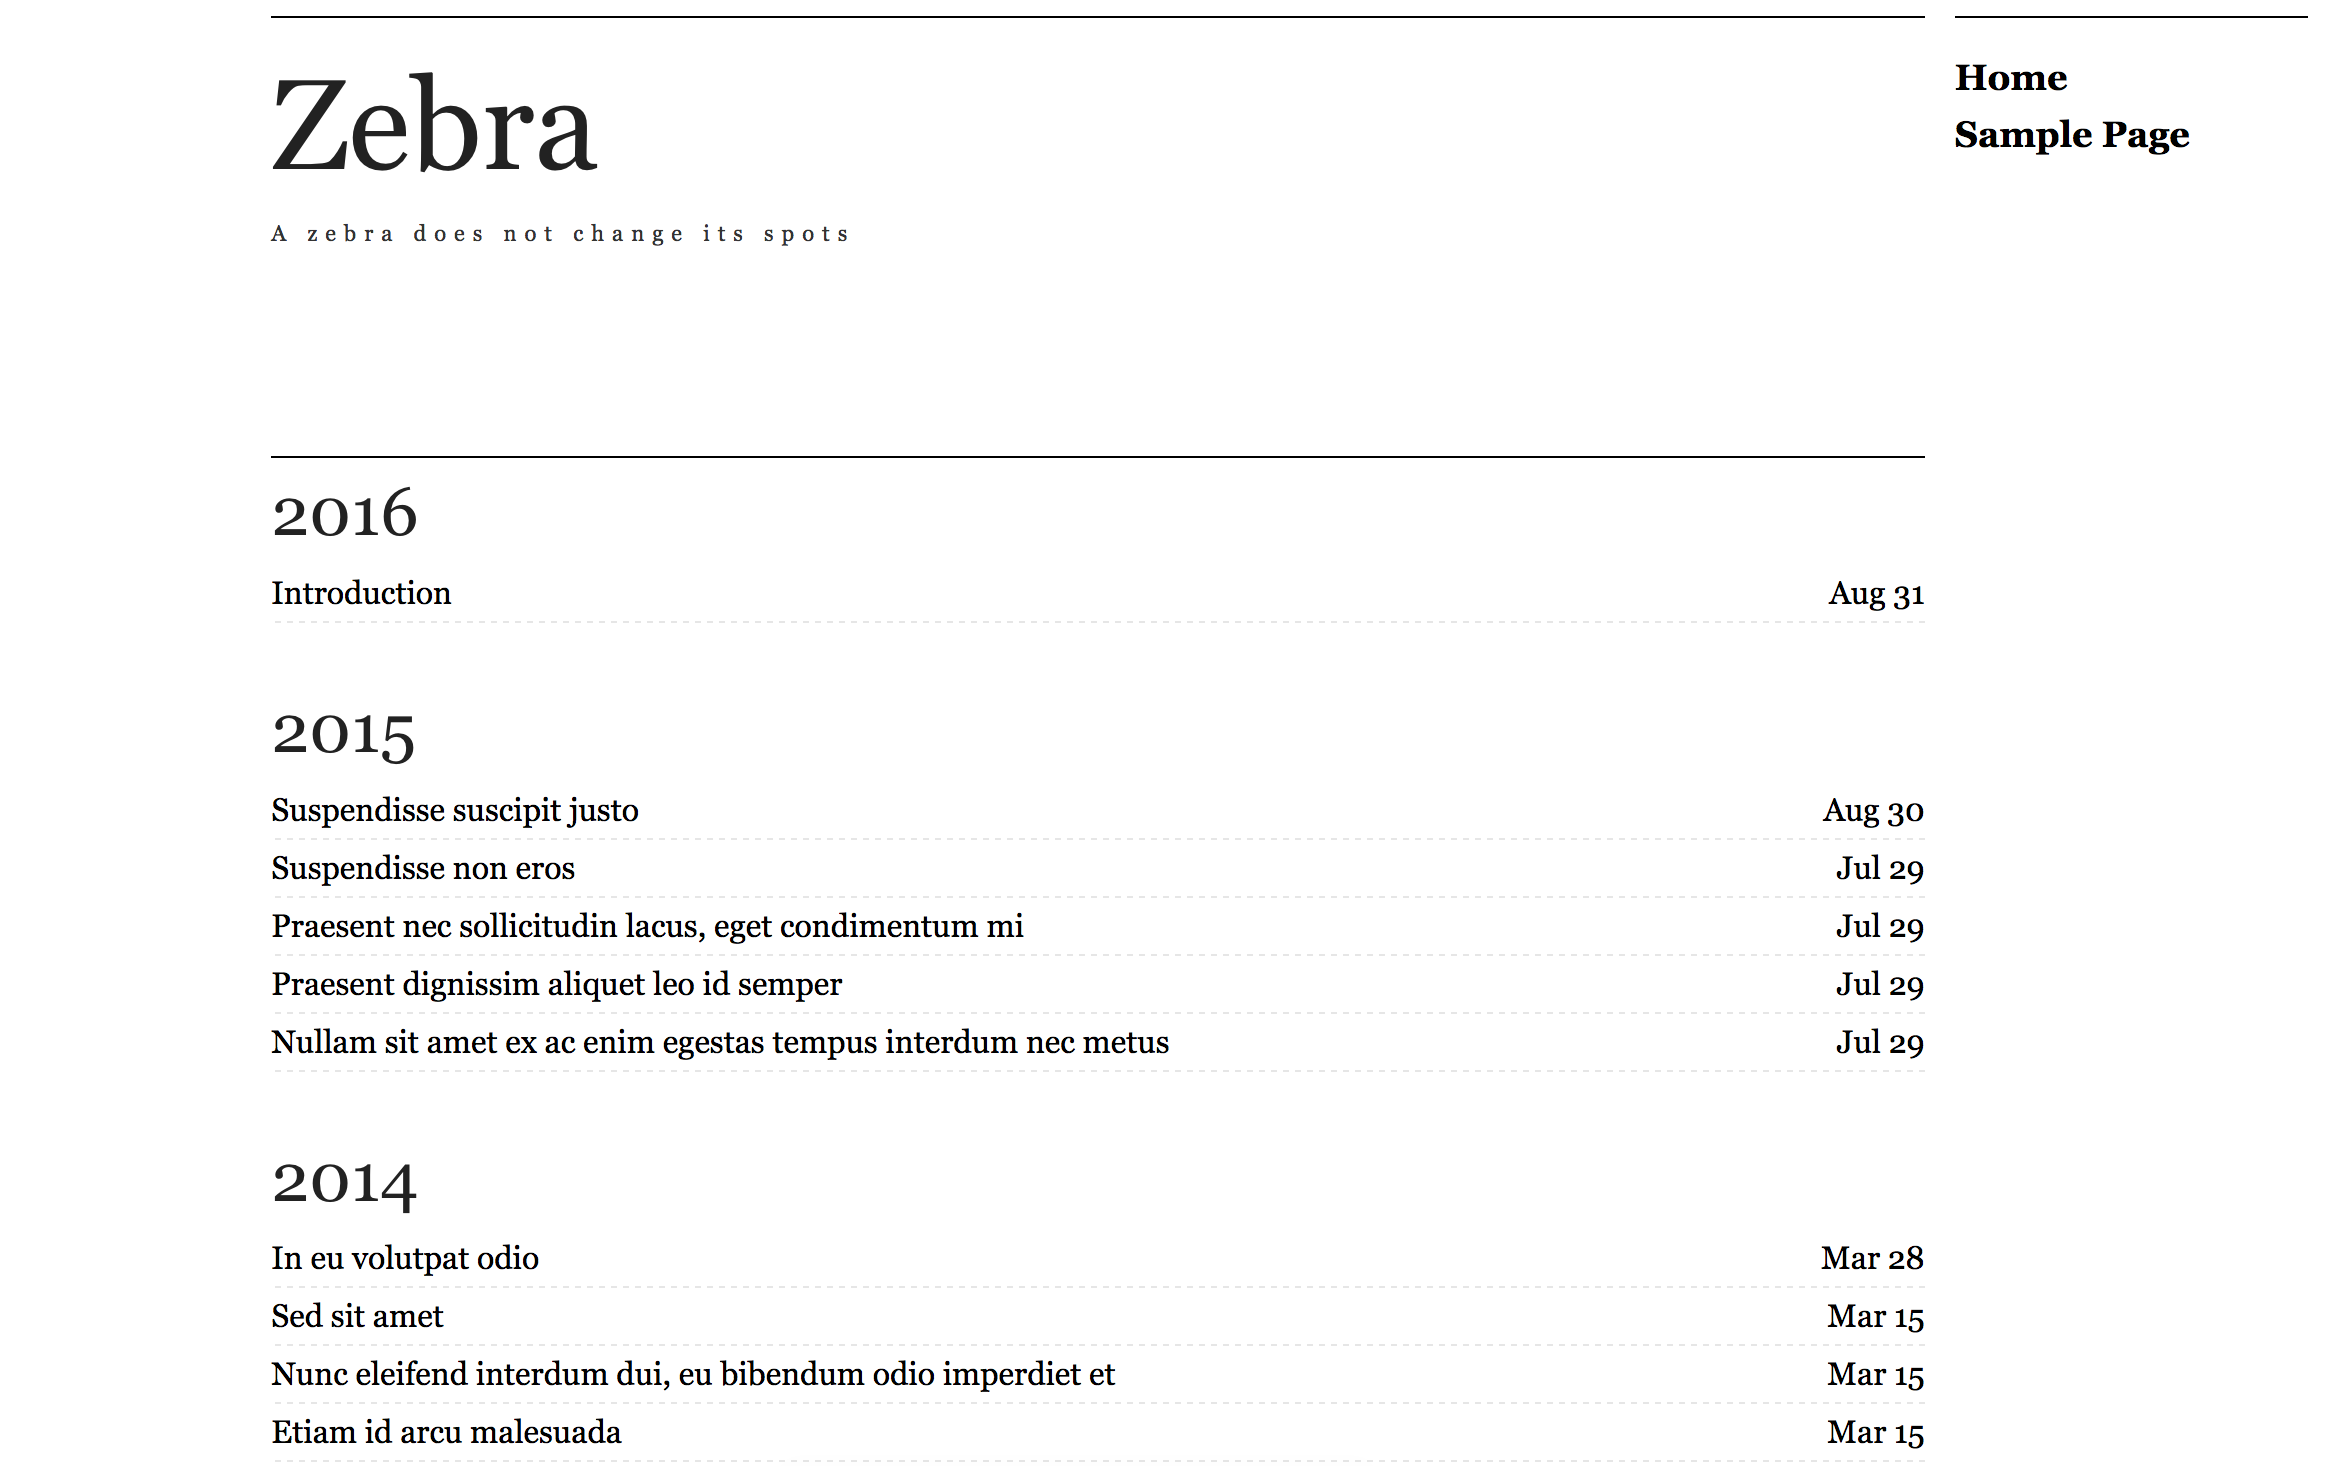 Zebra
A zebra does not change its spots
Home
Sample Page
2016
Introduction Aug 31
2015
Suspendisse suscipit justo Aug 30
Suspendisse non eros Jul 29
Praesent nec sollicitudin lacus, eget condimentum mi Jul 29
Praesent dignissim aliquet leo id semper Jul 29
Nullam sit amet ex ac enim egestas tempus interdum nec metus Jul 29
2014
In eu volutpat odio Mar 28
Sed sit amet Mar 15
Nunc eleifend interdum dui, eu bibendum odio imperdiet et Mar 15
Etiam id arcu malesuada Mar 15